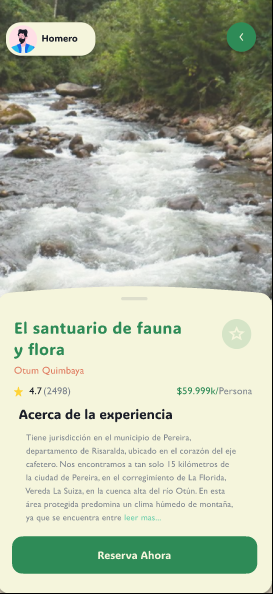 Homero
El santuario de fauna
y flora
Otum Quimbaya
4.7 (2498)
$59.999k/Persona
Acerca de la experiencia
Tiene jurisdicción en el municipio de Pereira,
departamento de Risaralda, ubicado en el corazón del eje
cafetero. Nos encontramos a tan solo 15 kilómetros de
la ciudad de Pereira, en el corregimiento de La Florida,
Vereda La Suiza, en la cuenca alta del río Otún. En esta
área protegida predomina un clima húmedo de montaña,
ya que se encuentra entre leer mas...
Reserva Ahora